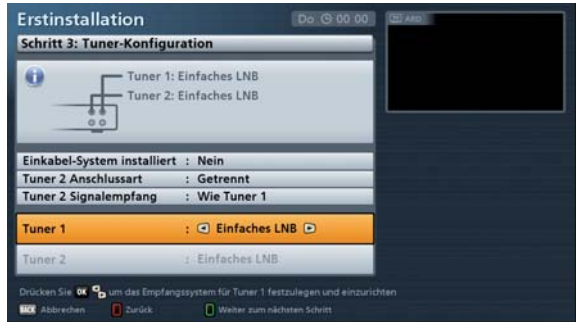 Erstinstallation
Do 00 00
ARD
Schritt 3: Tuner-Konfiguration
Tuner 1: Einfaches LNB
Tuner 2: Einfaches LNB
Einkabel-System installiert : Nein
Tuner 2 Anschlussart : Getrennt
Tuner 2 Signalempfang : Wie Tuner 1
Tuner 1 : Einfaches LNB
Tuner 2 : Einfaches LNB
Drücken Sie OK um das Empfangssystem für Tuner 1 festzulegen und einzurichten
BACK Abbrechen Zurück Weiter zum nächsten Schritt